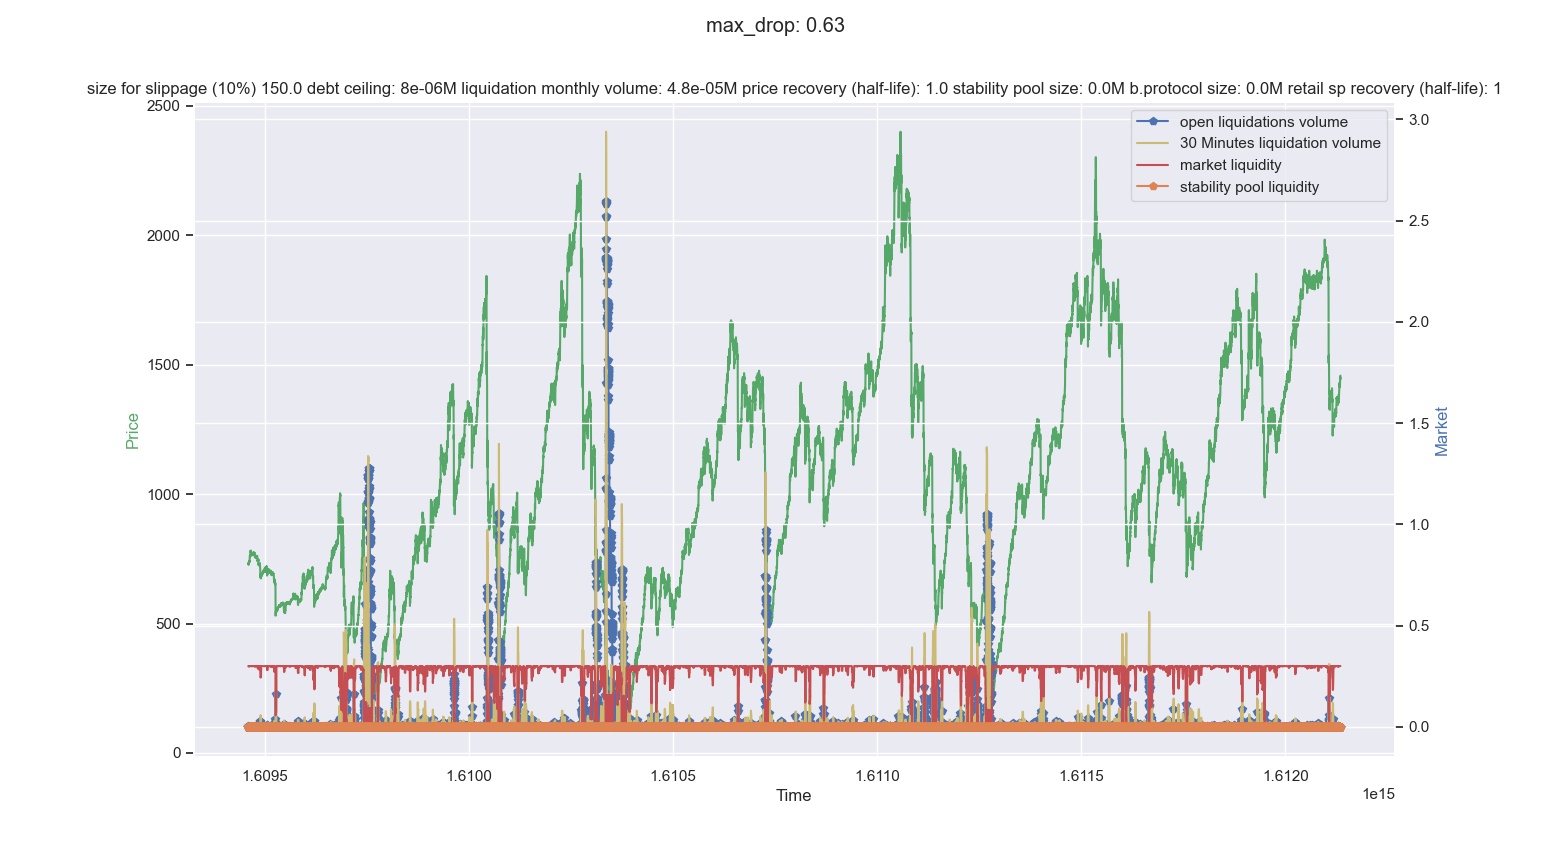 max_drop: 0.63
size for slippage (10%) 150.0 debt ceiling: 8e-06M liquidation monthly volume: 4.8e-05M price recovery (half-life): 1.0 stability pool size: 0.0M b.protocol size: 0.0M retail sp recovery (half-life): 1
open liquidations volume
30 Minutes liquidation volume
market liquidity
stability pool liquidity
Price
2500
2000
1500
1000
500
0
Market
3.0
2.5
2.0
1.5
1.0
0.5
0.0
1.6095
1.6100
1.6105
1.6110
1.6115
1.6120
1e15
Time